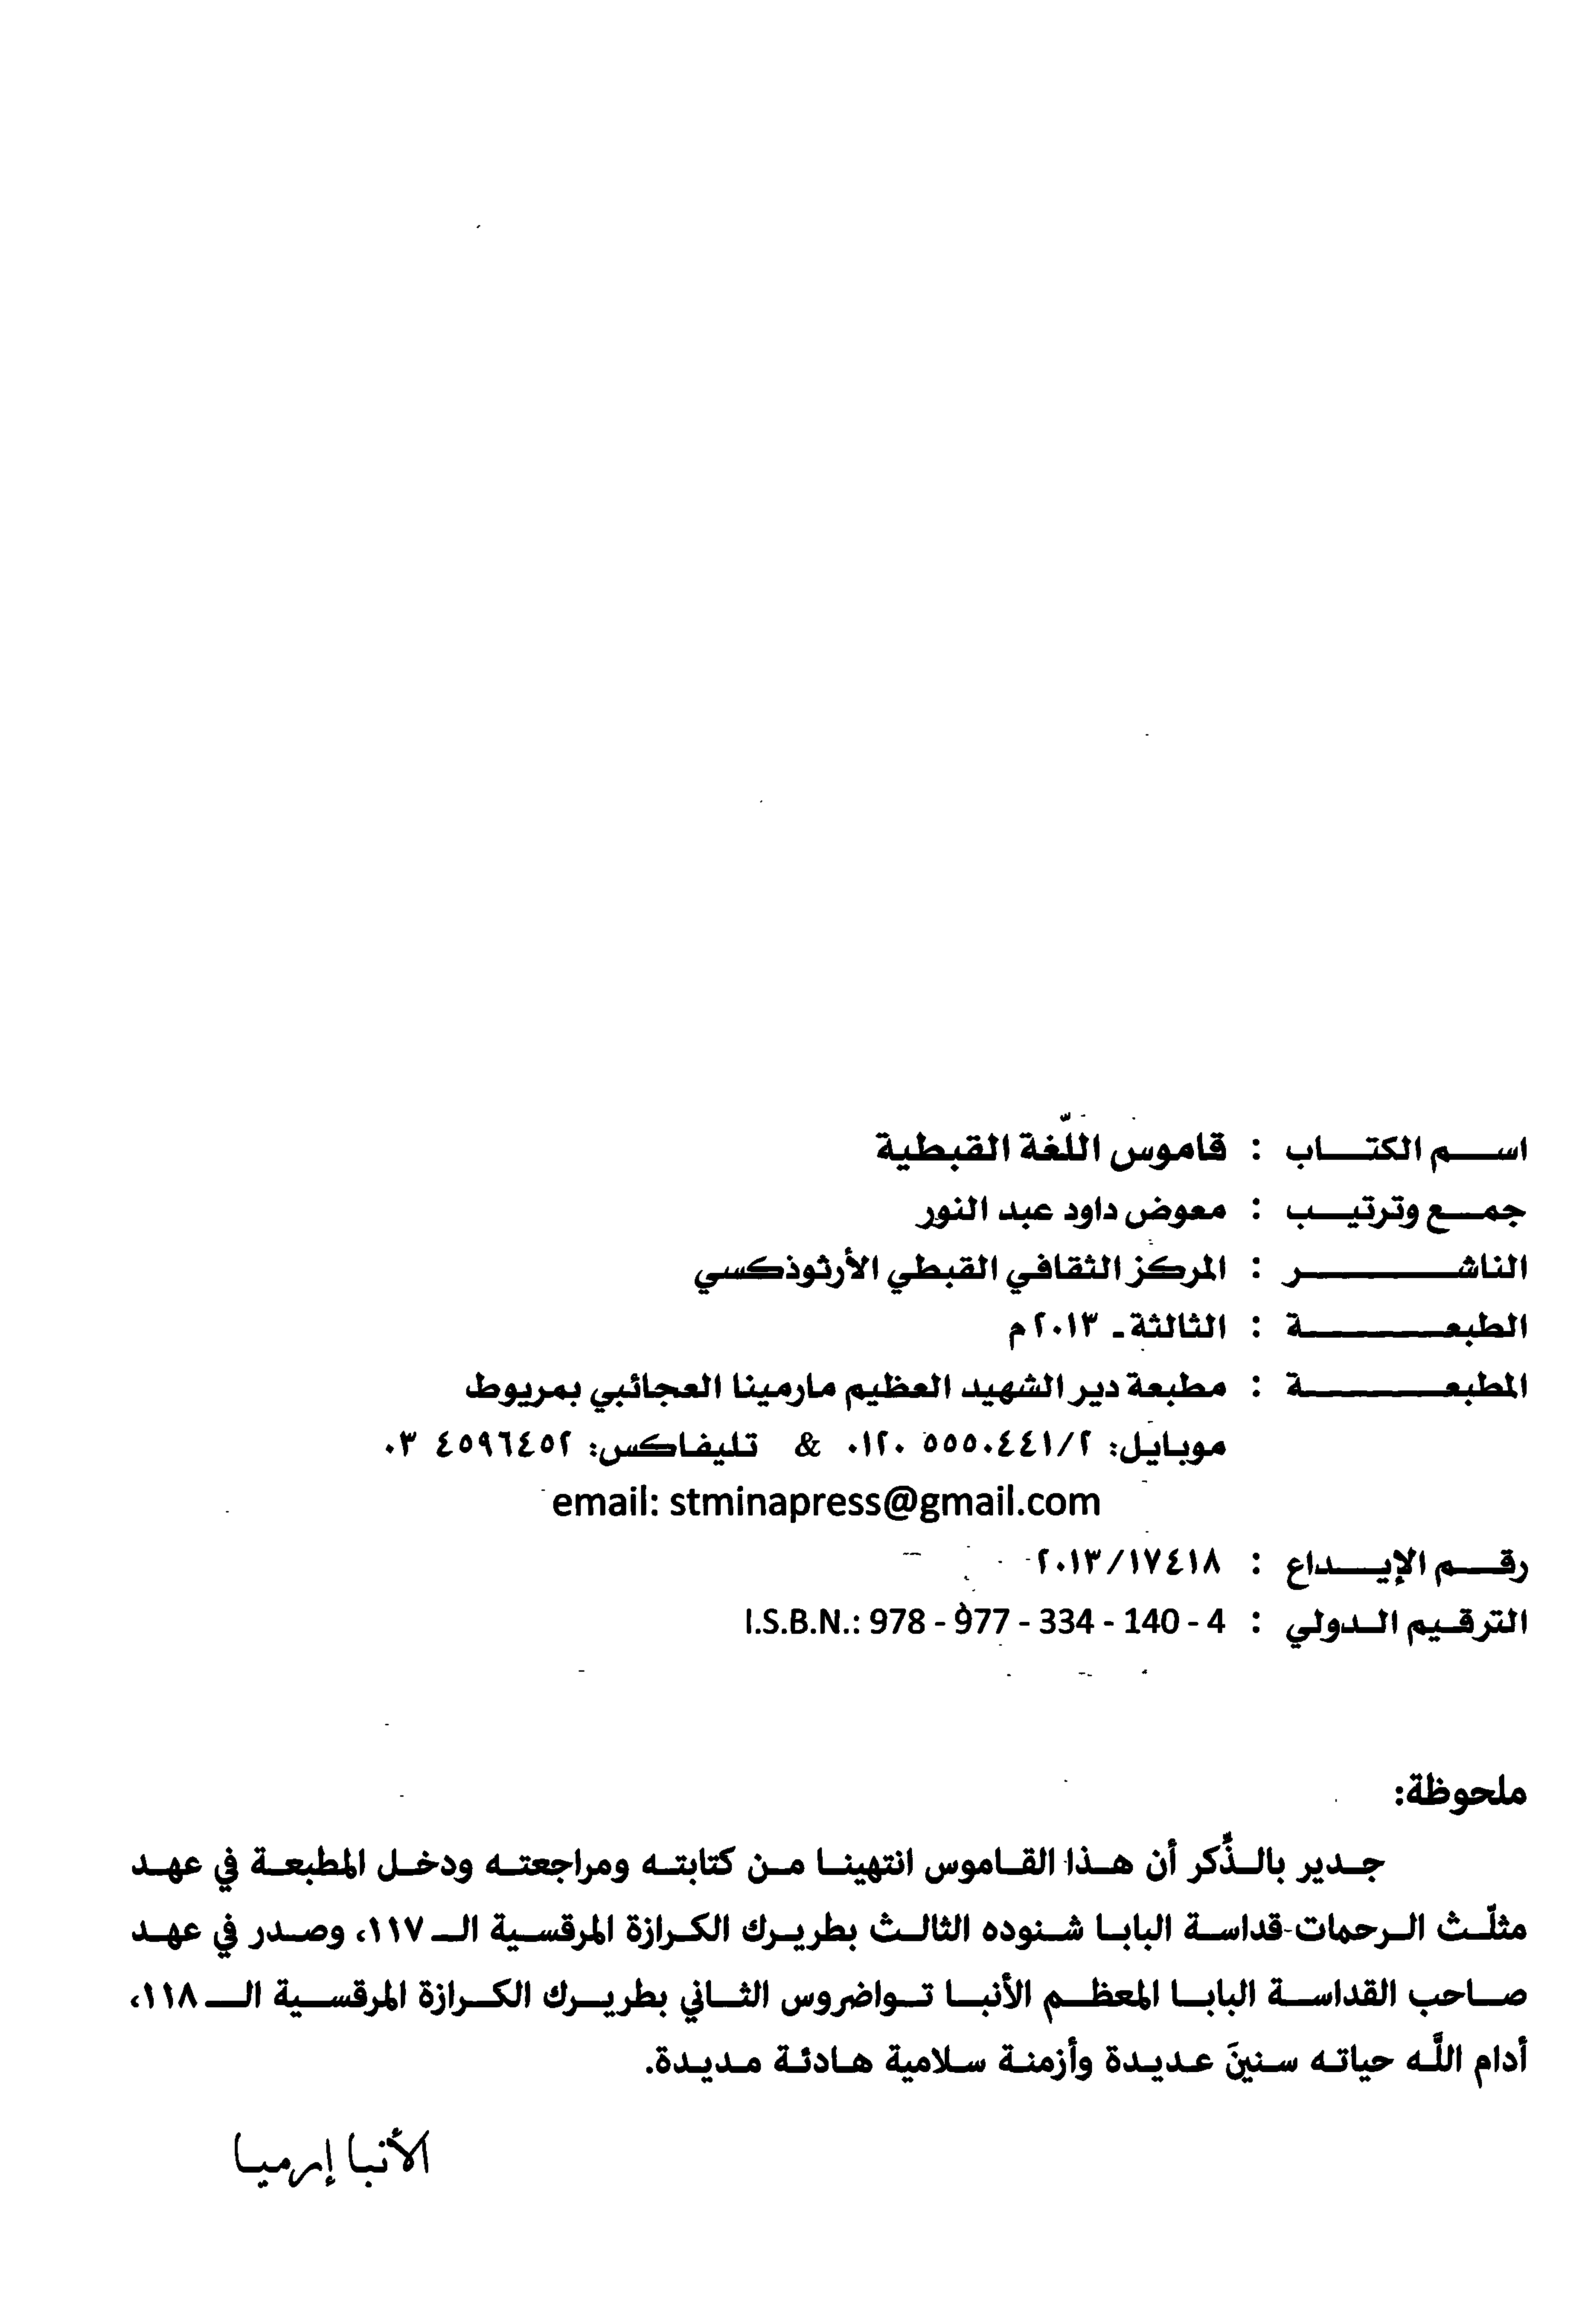 اسم الكتاب : قاموس اللّغة القبطية
جمع وترتيب : معوض داود عبد النور
الناشر : المركز الثقافي القبطي الأرثوذكسي
الطبعة : الثالثة - ٢٠١٣م
المطبعة : مطبعة دير الشهيد العظيم مارمينا العجائبي بمريوط
موبايل: ٥٥٥٠٤٤١/٢ ٠١٢٠ & تليفاكس: ٤٥٩٦٤٥٢ ٠٣
email: stminapress@gmail.com
رقم الإيداع : ٢٠١٣/١٧٤١٨
الترقيم الدولي : I.S.B.N.: 978 - 977 - 334 - 140 - 4
ملحوظة:
جدير بالذِّكر أن هذا القاموس انتهينا من كتابته ومراجعته ودخل المطبعة في عهد
مثلّث الرحمات قداسة البابا شنوده الثالث بطريرك الكرازة المرقسية الـ ١١٧، وصدر في عهد
صاحب القداسة البابا المعظم الأنبا تواضروس الثاني بطريرك الكرازة المرقسية الـ ١١٨،
أدام اللَّه حياته سنينَ عديدة وأزمنة سلامية هادئة مديدة.
الأنبا إرميا